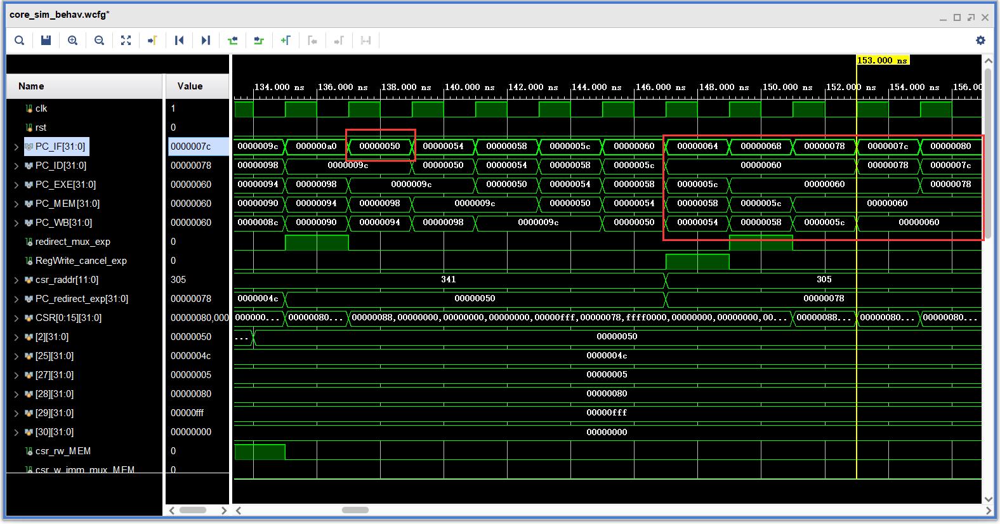 core_sim_behav.wcfg*
153.000 ns
Name Value 134.000 ns 136.000 ns 138.000 ns 140.000 ns 142.000 ns 144.000 ns 146.000 ns 148.000 ns 150.000 ns 152.000 154.000 ns 156.00
clk 1
rst 0
PC_IF[31:0] 0000007c 0000009c 000000a0 00000050 00000054 00000058 0000005c 00000060 00000064 00000068 00000078 0000007c 00000080
PC_ID[31:0] 00000078 00000098 0000009c 00000050 00000054 00000058 0000005c 00000060 00000078 0000007c
PC_EXE[31:0] 00000060 00000094 00000098 0000009c 00000050 00000054 00000058 0000005c 00000060 00000078
PC_MEM[31:0] 00000060 00000090 00000094 00000098 0000009c 00000050 00000054 00000058 0000005c 00000060
PC_WB[31:0] 00000060 0000008c 00000090 00000094 00000098 0000009c 00000050 00000054 00000058 0000005c 00000060
redirect_mux_exp 0
RegWrite_cancel_exp 0
csr_raddr[11:0] 305 341 305
PC_redirect_exp[31:0] 00000078 0000004c 00000050 00000078
CSR[0:15][31:0] 00000080,000 000000... 00000080... 00000088,00000000,00000000,00000000,00000fff,00000078,ffff0000,00000000,00000000,00... 00000088... 00000080... 00000080...
[2][31:0] 00000050 ... 00000050
[25][31:0] 0000004c 0000004c
[27][31:0] 00000005 00000005
[28][31:0] 00000080 00000080
[29][31:0] 00000fff 00000fff
[30][31:0] 00000000 00000000
csr_rw_MEM 0
csr_w_imm_mux_MEM 0